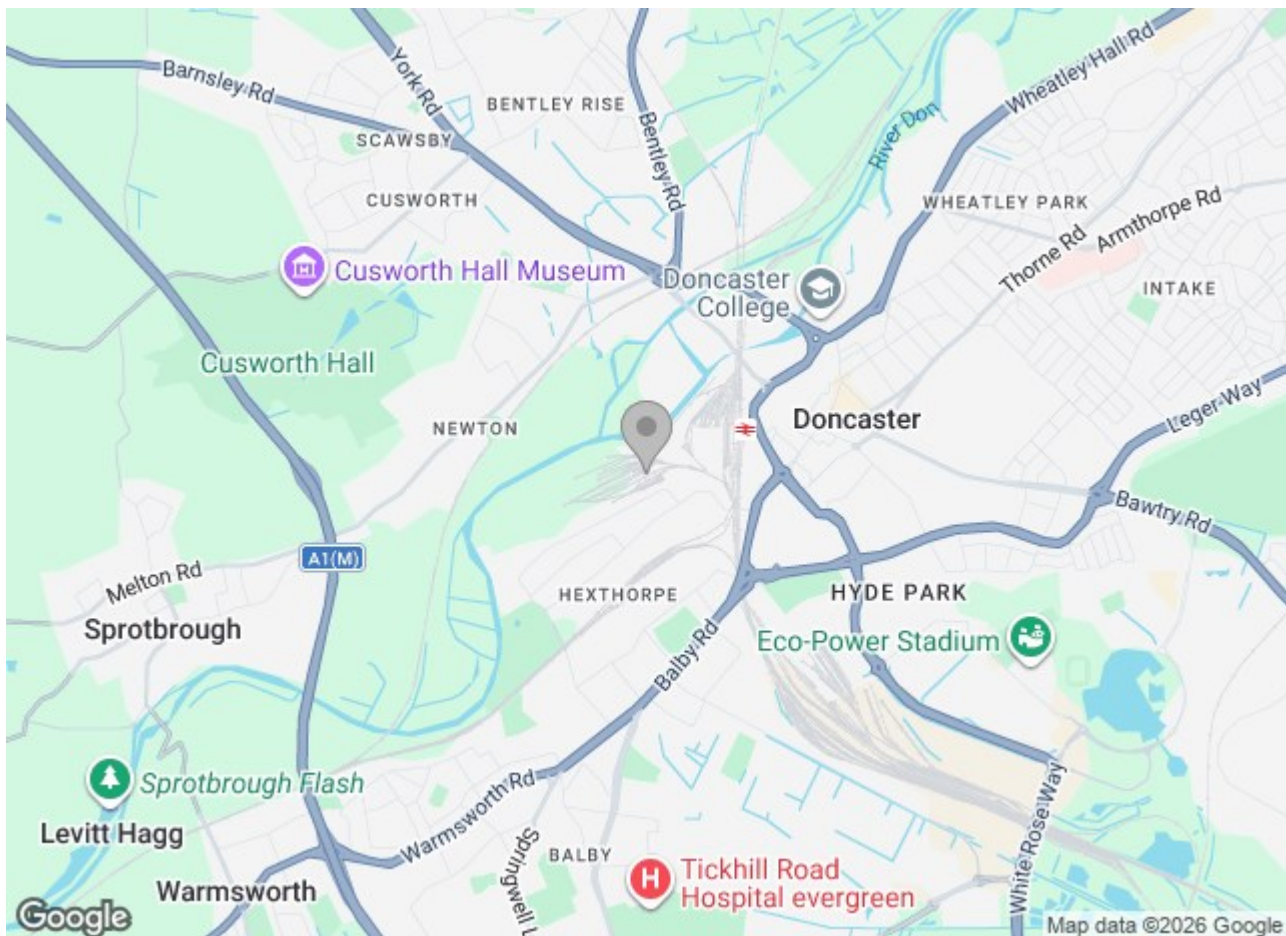 Barnsley Rd
York Rd
BENTLEY RISE
Bentley Rd
SCAWSBY
CUSWORTH
River Don
Wheatley Hall Rd
WHEATLEY PARK
Armthorpe Rd
Thorne Rd
INTAKE
Cusworth Hall Museum
Doncaster
College
Cusworth Hall
NEWTON
Doncaster
Leger Way
Bawtry Rd
A1(M)
Melton Rd
HEXTHORPE
HYDE PARK
Sprotbrough
Eco-Power Stadium
Balby Rd
Sprotbrough Flash
Levitt Hagg
Warmsworth Rd
Springwell L
BALBY
White Rose Way
Warmsworth
H
Tickhill Road
Hospital evergreen
Google
Map data ©2026 Google